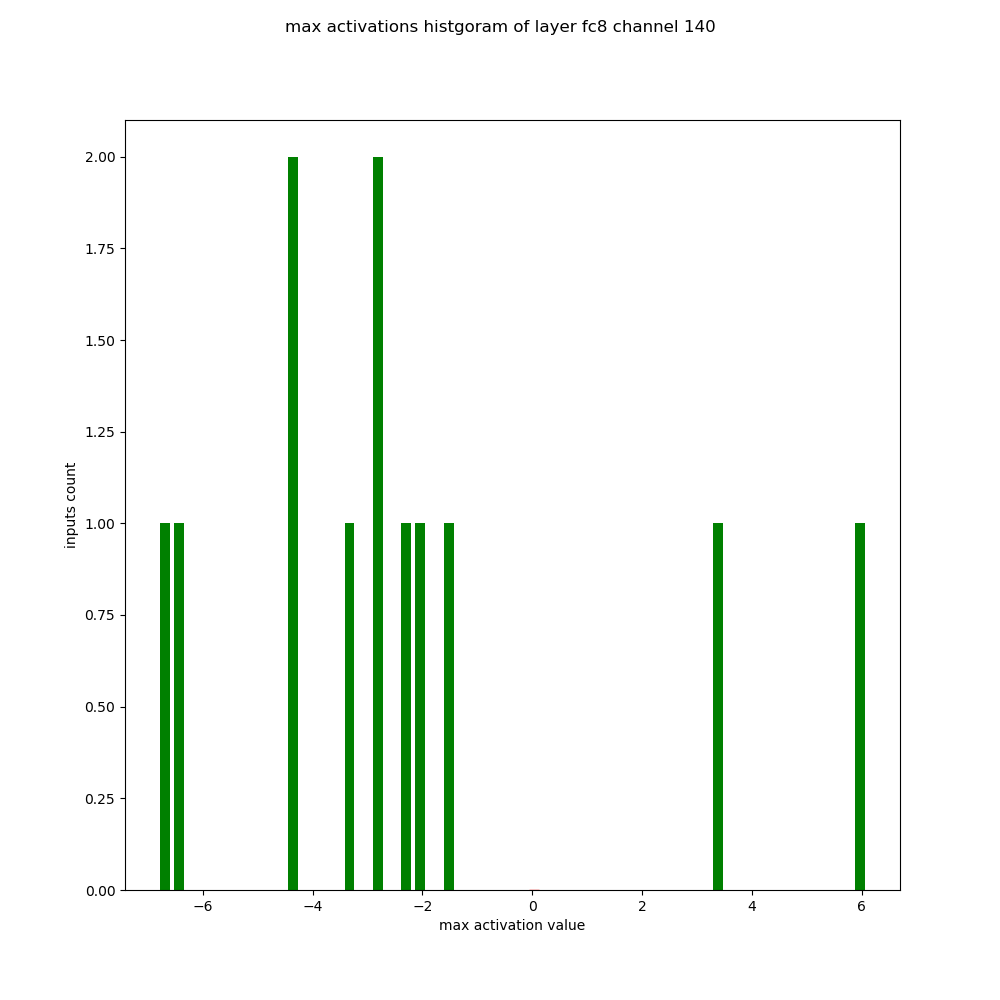 max activations histgoram of layer fc8 channel 140
2.00
1.75
1.50
1.25
1.00
0.75
0.50
0.25
0.00
inputs count
−6 −4 −2 0 2 4 6
max activation value